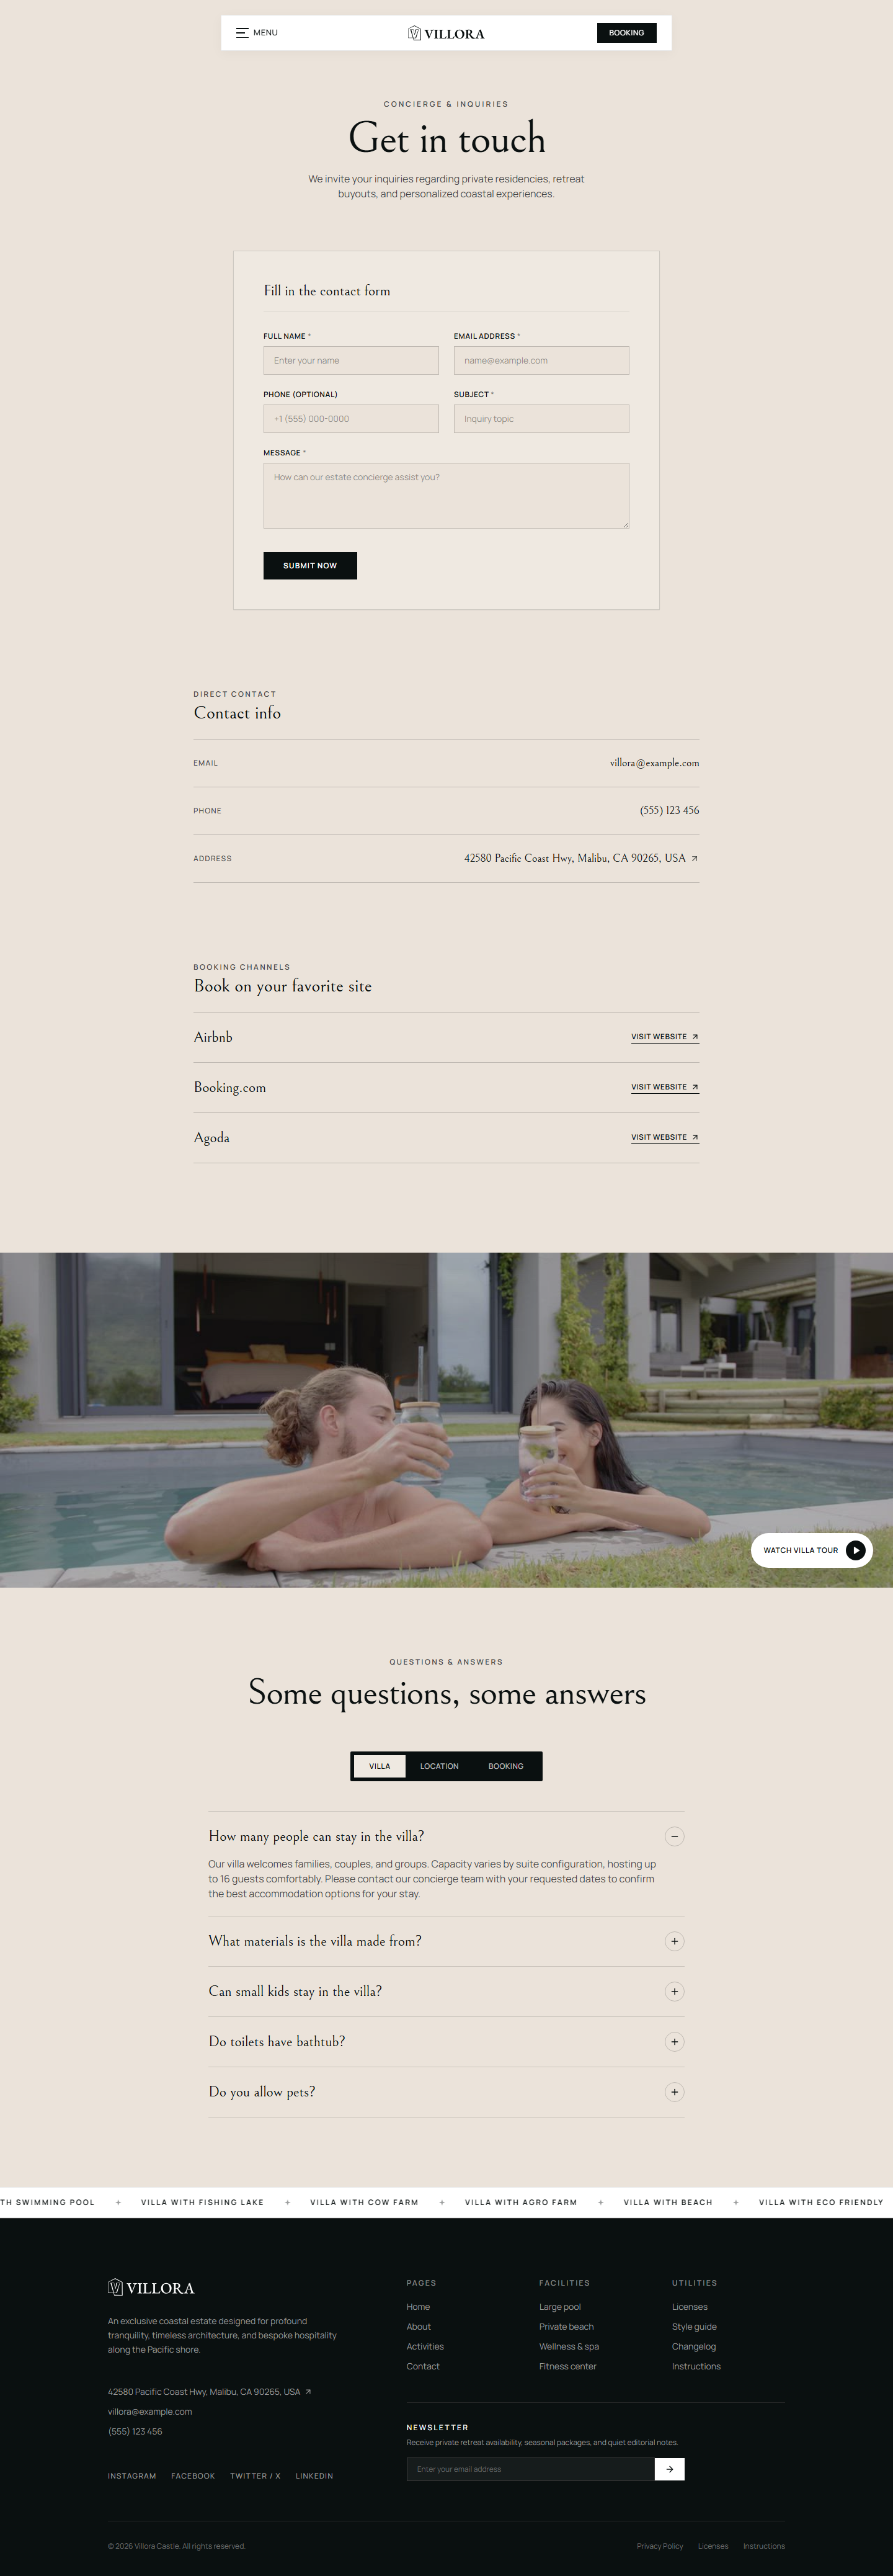 MENU
VILLORA
BOOKING
CONCIERGE & INQUIRIES
Get in touch
We invite your inquiries regarding private residencies, retreat
buyouts, and personalized coastal experiences.
Fill in the contact form
FULL NAME *
EMAIL ADDRESS *
Enter your name
name@example.com
PHONE (OPTIONAL)
SUBJECT *
+1 (555) 000-0000
Inquiry topic
MESSAGE *
How can our estate concierge assist you?
SUBMIT NOW
DIRECT CONTACT
Contact info
EMAIL
villora@example.com
PHONE
(555) 123 456
ADDRESS
42580 Pacific Coast Hwy, Malibu, CA 90265, USA
BOOKING CHANNELS
Book on your favorite site
Airbnb
VISIT WEBSITE
Booking.com
VISIT WEBSITE
Agoda
VISIT WEBSITE
WATCH VILLA TOUR
QUESTIONS & ANSWERS
Some questions, some answers
VILLA
LOCATION
BOOKING
How many people can stay in the villa?
Our villa welcomes families, couples, and groups. Capacity varies by suite configuration, hosting up
to 16 guests comfortably. Please contact our concierge team with your requested dates to confirm
the best accommodation options for your stay.
What materials is the villa made from?
Can small kids stay in the villa?
Do toilets have bathtub?
Do you allow pets?
TH SWIMMING POOL + VILLA WITH FISHING LAKE + VILLA WITH COW FARM + VILLA WITH AGRO FARM + VILLA WITH BEACH + VILLA WITH ECO FRIENDLY
VILLORA
An exclusive coastal estate designed for profound
tranquility, timeless architecture, and bespoke hospitality
along the Pacific shore.
42580 Pacific Coast Hwy, Malibu, CA 90265, USA
villora@example.com
(555) 123 456
INSTAGRAM
FACEBOOK
TWITTER / X
LINKEDIN
PAGES
Home
About
Activities
Contact
FACILITIES
Large pool
Private beach
Wellness & spa
Fitness center
UTILITIES
Licenses
Style guide
Changelog
Instructions
NEWSLETTER
Receive private retreat availability, seasonal packages, and quiet editorial notes.
Enter your email address
© 2026 Villora Castle. All rights reserved.
Privacy Policy
Licenses
Instructions